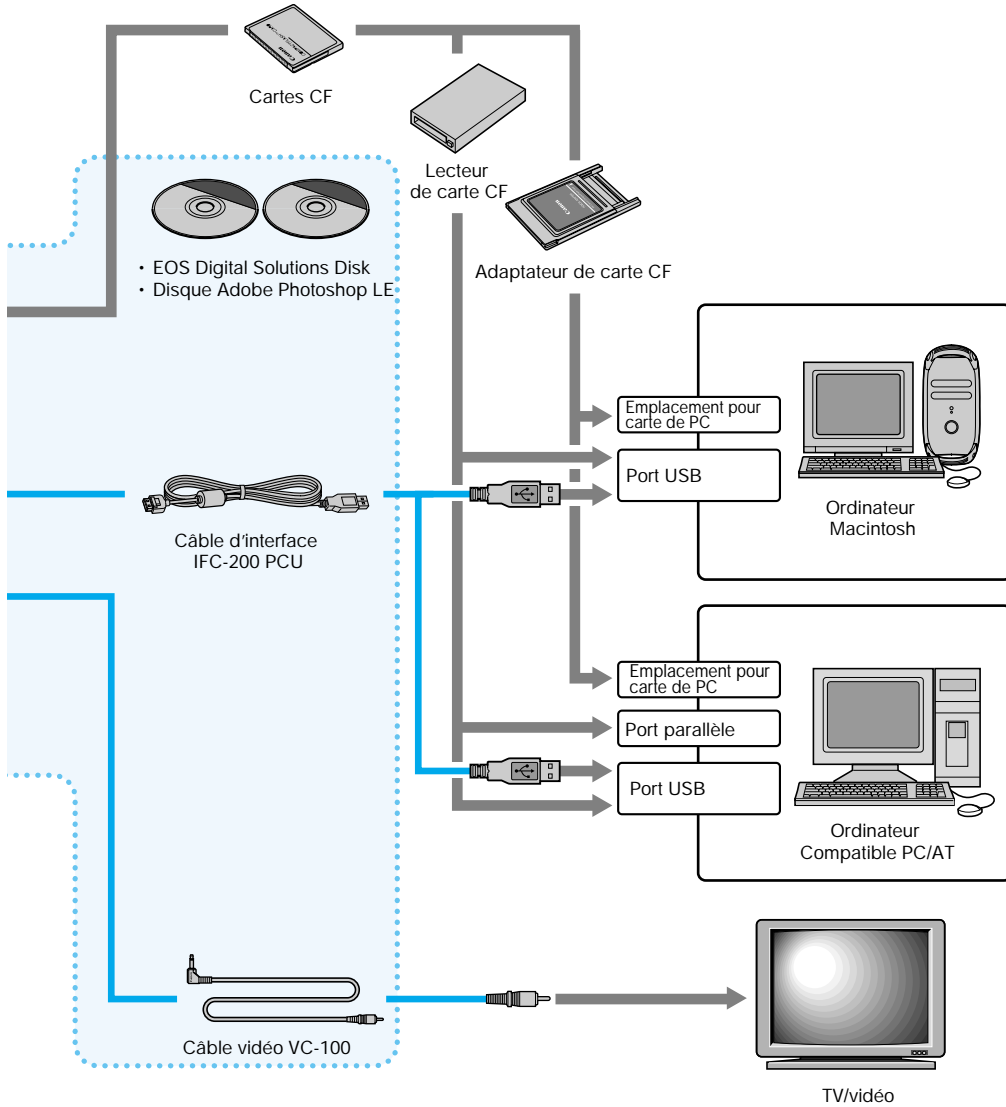 Cartes CF
Lecteur
de carte CF
Adaptateur de carte CF
• EOS Digital Solutions Disk
• Disque Adobe Photoshop LE
Emplacement pour
carte de PC
Port USB
Ordinateur
Macintosh
Câble d'interface
IFC-200 PCU
Emplacement pour
carte de PC
Port parallèle
Port USB
Ordinateur
Compatible PC/AT
Câble vidéo VC-100
TV/vidéo